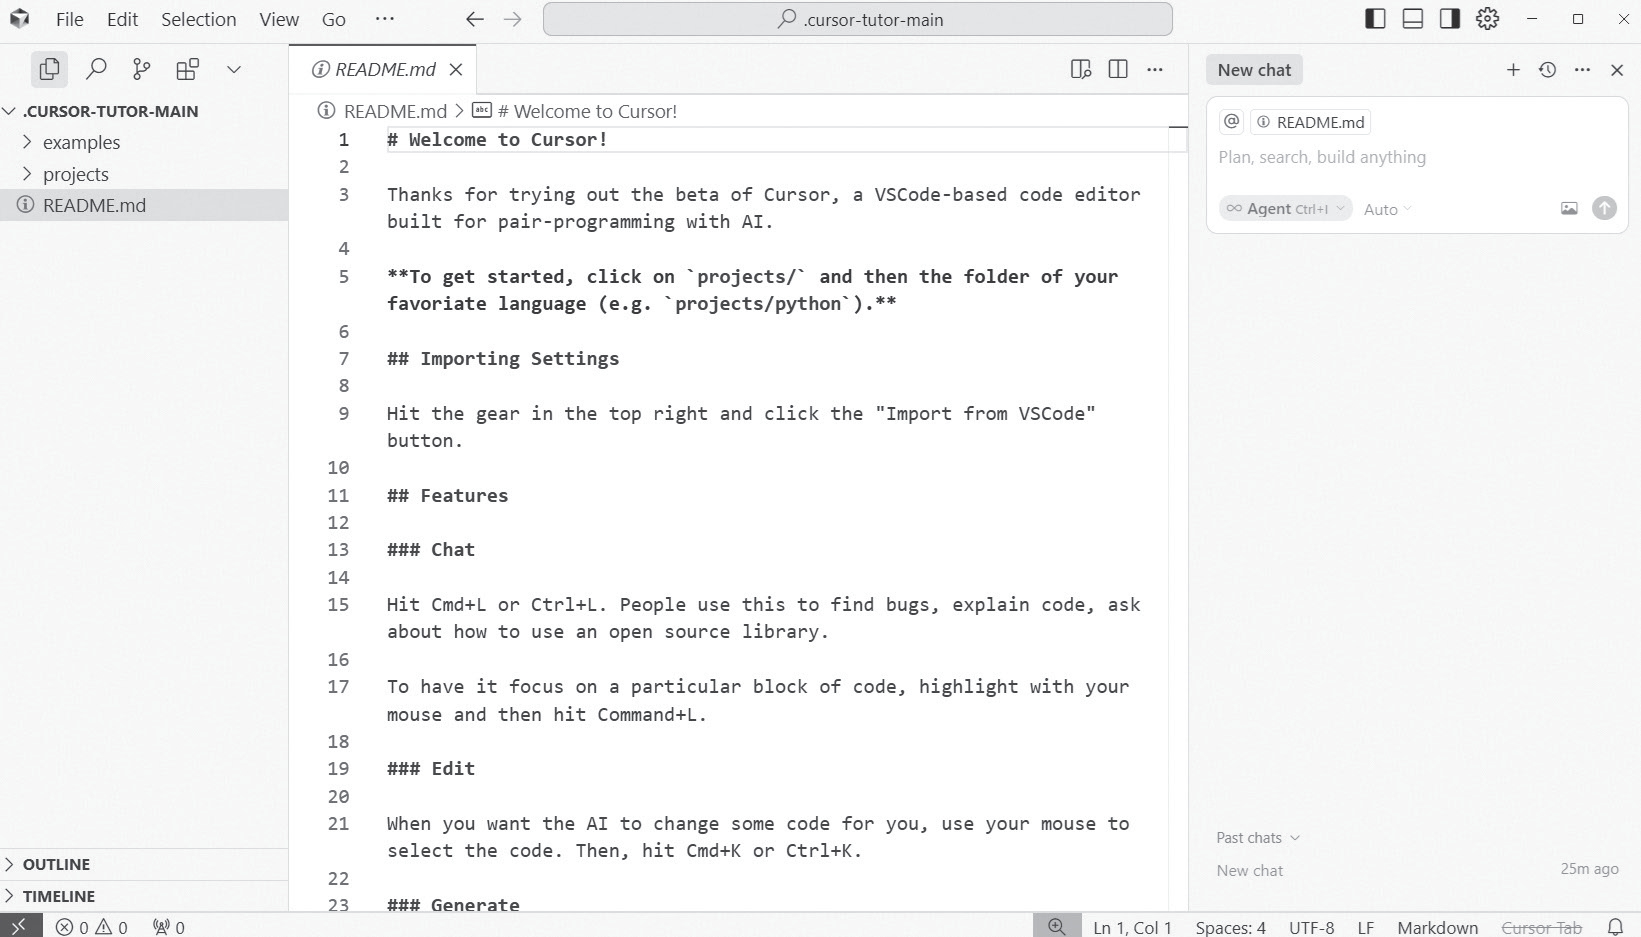 File Edit Selection View Go ··· .cursor-tutor-main
README.md
New chat
.CURSOR-TUTOR-MAIN
examples
projects
README.md
OUTLINE
TIMELINE
README.md > # Welcome to Cursor!
1 # Welcome to Cursor!
2
3 Thanks for trying out the beta of Cursor, a VSCode-based code editor
built for pair-programming with AI.
4
5 **To get started, click on `projects/` and then the folder of your
favoriate language (e.g. `projects/python`).**
6
7 ## Importing Settings
8
9 Hit the gear in the top right and click the "Import from VSCode"
button.
10
11 ## Features
12
13 ### Chat
14
15 Hit Cmd+L or Ctrl+L. People use this to find bugs, explain code, ask
about how to use an open source library.
16
17 To have it focus on a particular block of code, highlight with your
mouse and then hit Command+L.
18
19 ### Edit
20
21 When you want the AI to change some code for you, use your mouse to
select the code. Then, hit Cmd+K or Ctrl+K.
22
23 ### Generate
@ README.md
Plan, search, build anything
Agent Ctrl+I Auto
Past chats
New chat 25m ago
0 0 0 Ln 1, Col 1 Spaces: 4 UTF-8 LF Markdown Cursor Tab